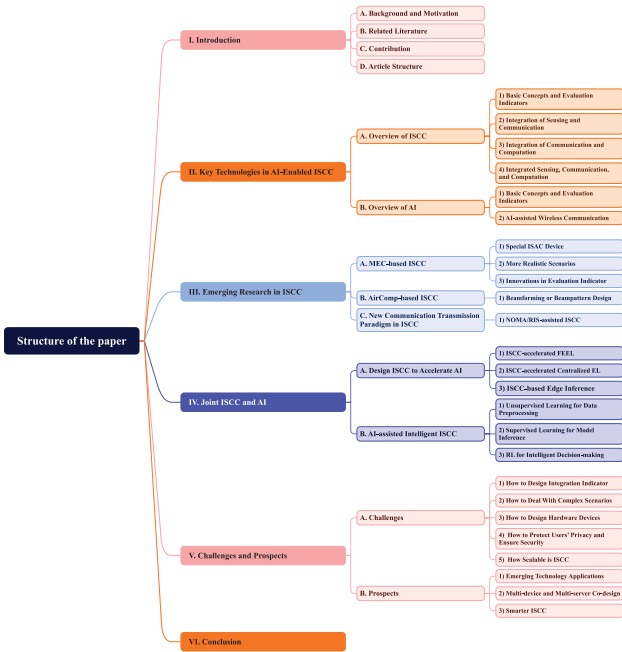 Structure of the paper
I. Introduction
A. Background and Motivation
B. Related Literature
C. Contribution
D. Article Structure
II. Key Technologies in AI-Enabled ISCC
A. Overview of ISCC
1) Basic Concepts and Evaluation
Indicators
2) Integration of Sensing and
Communication
3) Integration of Communication and
Computation
4) Integrated Sensing, Communication,
and Computation
B. Overview of AI
1) Basic Concepts and Evaluation
Indicators
2) AI-assisted Wireless Communication
III. Emerging Research in ISCC
A. MEC-based ISCC
1) Special ISAC Device
2) More Realistic Scenarios
3) Innovations in Evaluation Indicator
B. AirComp-based ISCC
1) Beamforming or Beampattern Design
C. New Communication Transmission
Paradigm in ISCC
1) NOMA/RIS-assisted ISCC
IV. Joint ISCC and AI
A. Design ISCC to Accelerate AI
1) ISCC-accelerated FEEL
2) ISCC-accelerated Centralized EL
3) ISCC-based Edge Inference
B. AI-assisted Intelligent ISCC
1) Unsupervised Learning for Data
Preprocessing
2) Supervised Learning for Model
Inference
3) RL for Intelligent Decision-making
V. Challenges and Prospects
A. Challenges
1) How to Design Integration Indicator
2) How to Deal With Complex Scenarios
3) How to Design Hardware Devices
4) How to Protect Users' Privacy and
Ensure Security
5) How Scalable is ISCC
B. Prospects
1) Emerging Technology Applications
2) Multi-device and Multi-server Co-design
3) Smarter ISCC
VI. Conclusion